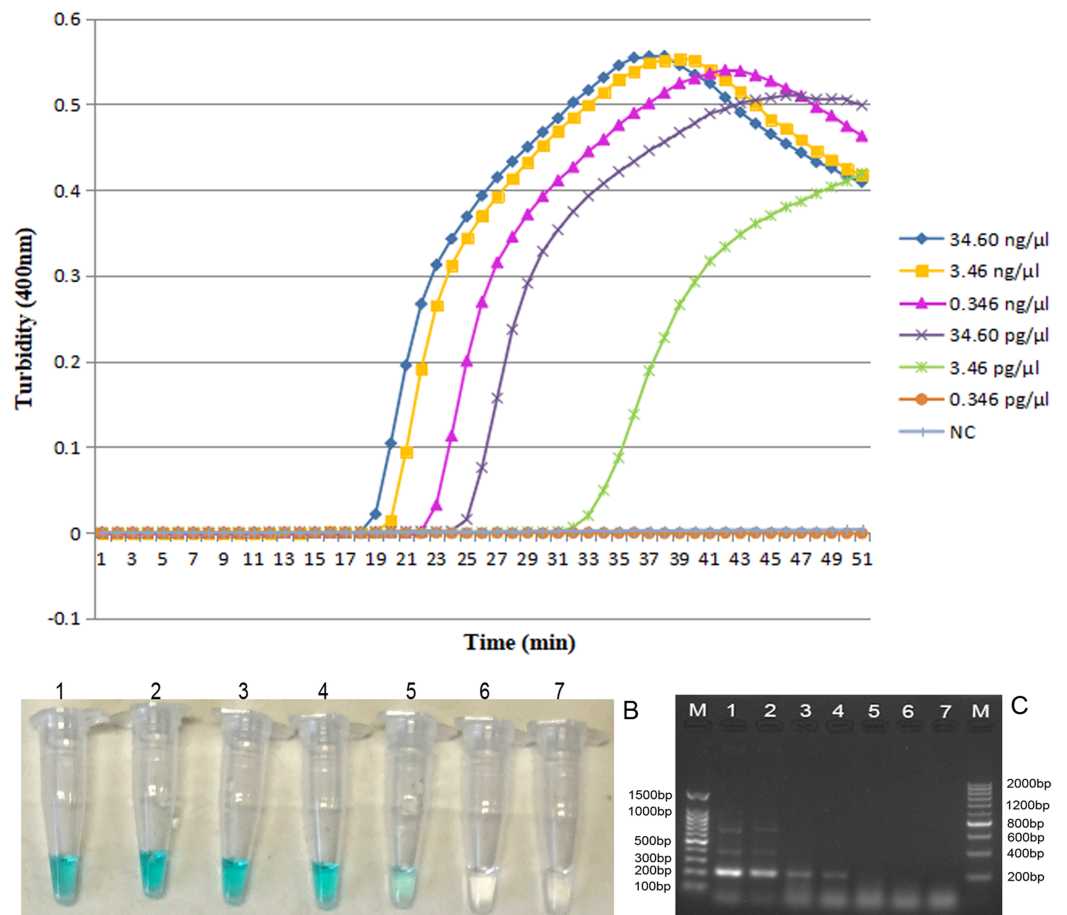 0.6
0.5
0.4
0.3
0.2
0.1
0
-0.1
Turbidity (400nm)
1 3 5 7 9 11 13 15 17 19 21 23 25 27 29 31 33 35 37 39 41 43 45 47 49 51
Time (min)
34.60 ng/µl
3.46 ng/µl
0.346 ng/µl
34.60 pg/µl
3.46 pg/µl
0.346 pg/µl
NC
1 2 3 4 5 6 7
B
M 1 2 3 4 5 6 7 M
C
1500bp
1000bp
500bp
300bp
200bp
100bp
2000bp
1200bp
800bp
600bp
400bp
200bp